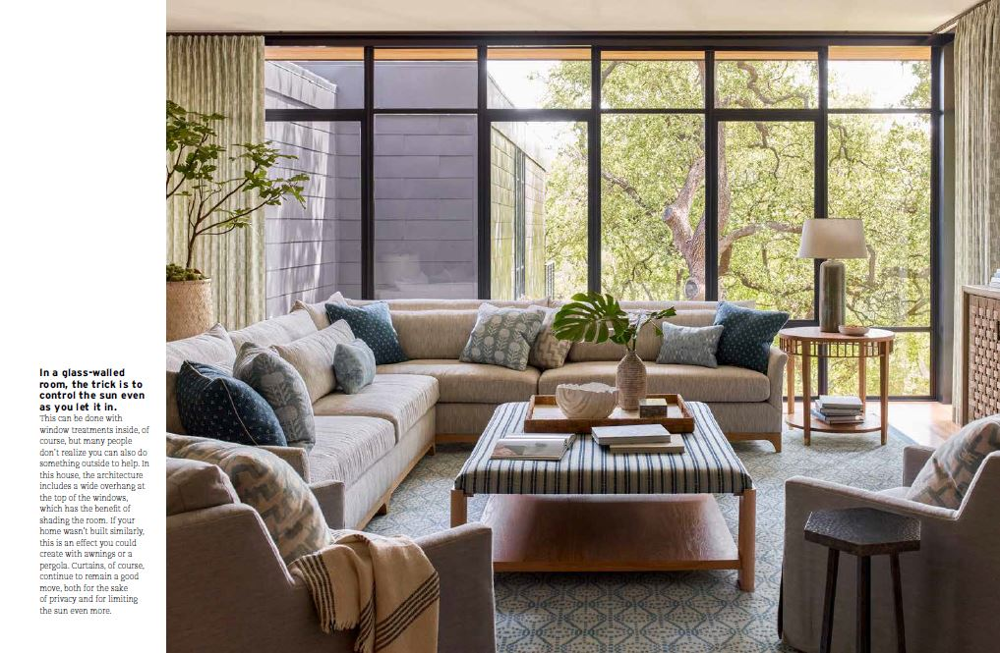 In a glass-walled
room, the trick is to
control the sun even
as you let it in.
This can be done with
window treatments inside, of
course, but many people
don't realize you can also do
something outside to help. In
this house, the architecture
includes a wide overhang at
the top of the windows,
which has the benefit of
shading the room. If your
home wasn't built similarly,
this is an effect you could
create with awnings or a
pergola. Curtains, of course,
continue to remain a good
move, both for the sake
of privacy and for limiting
the sun even more.